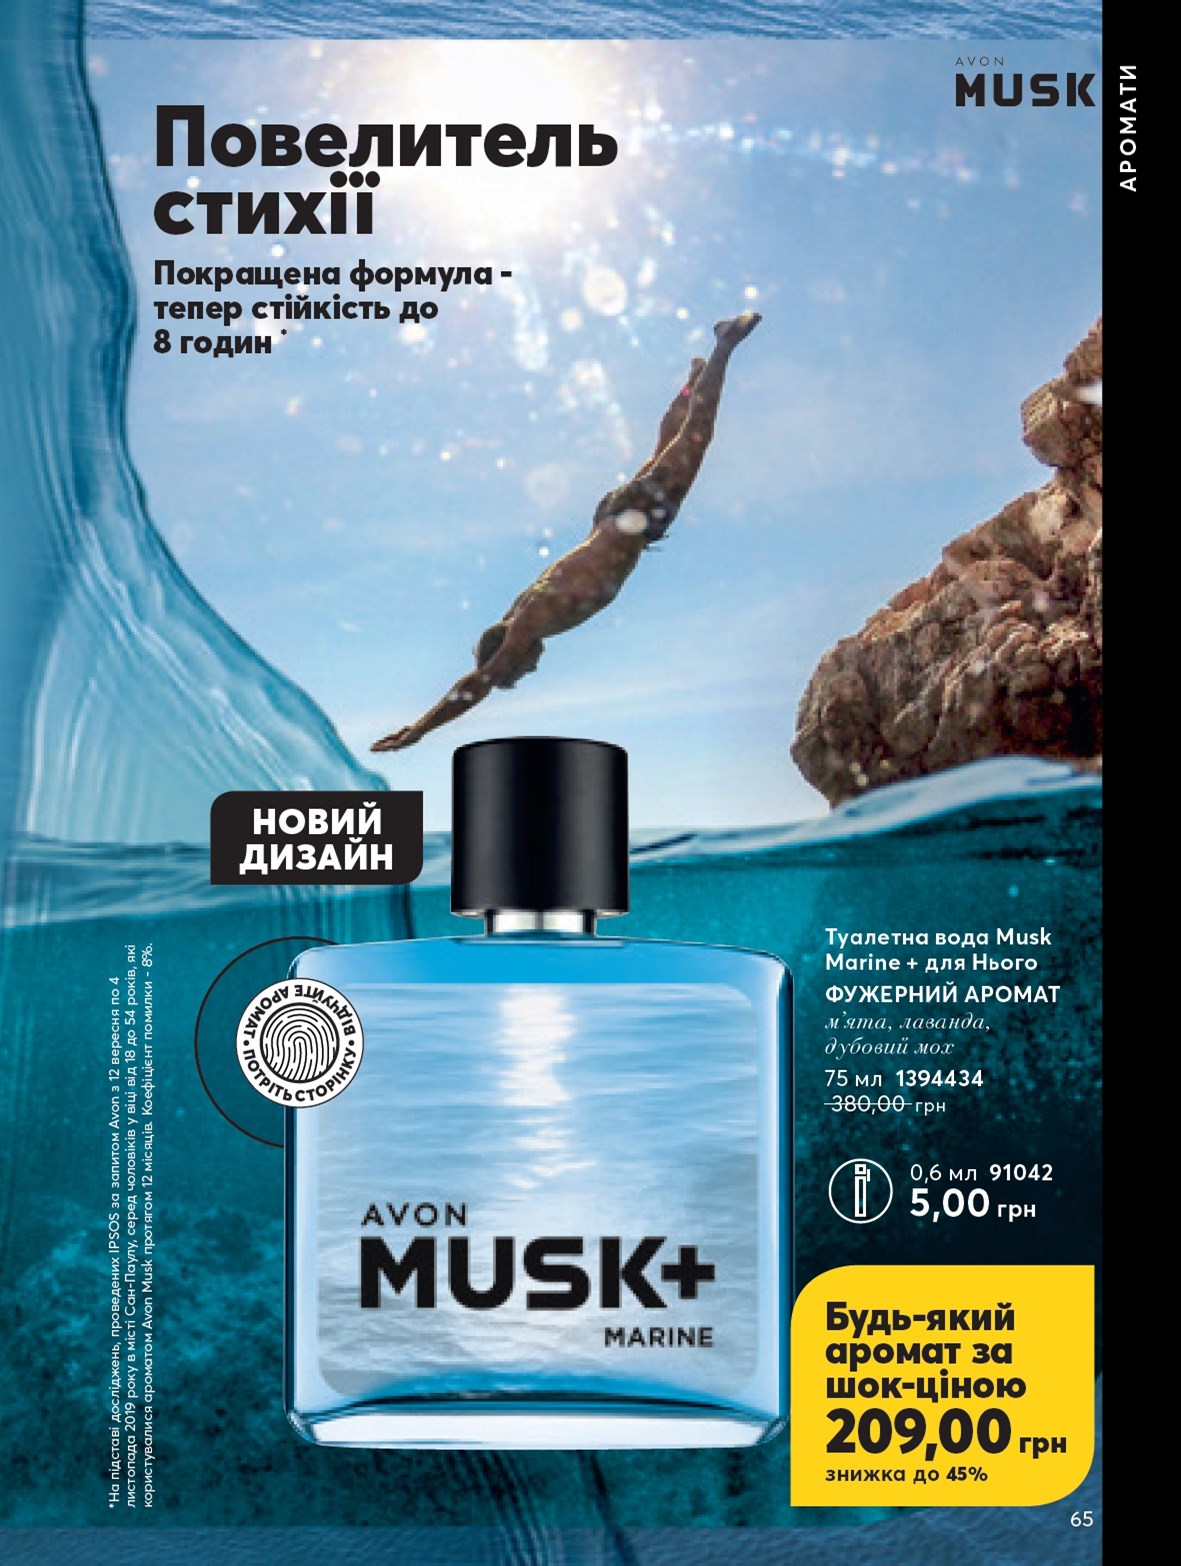 AVON
MUSK
АРОМАТИ
Повелитель
стихії
Покращена формула -
тепер стійкість до
8 годин *
НОВИЙ
ДИЗАЙН
ВІДЧУЙТЕ АРОМАТ • ПОТРІТЬ СТОРІНКУ •
AVON
MUSK+
MARINE
Туалетна вода Musk
Marine + для Нього
ФУЖЕРНИЙ АРОМАТ
м'ята, лаванда,
дубовий мох
75 мл 1394434
380,00 грн
0,6 мл 91042
5,00 грн
Будь-який
аромат за
шок-ціною
209,00 грн
знижка до 45%
*На підставі досліджень, проведених IPSOS за запитом Avon з 12 вересня по 4
листопада 2019 року в місті Сан-Паулу, серед чоловіків у віці від 18 до 54 років, які
користувалися ароматом Avon Musk протягом 12 місяців. Коефіцієнт помилки - 8%.
65